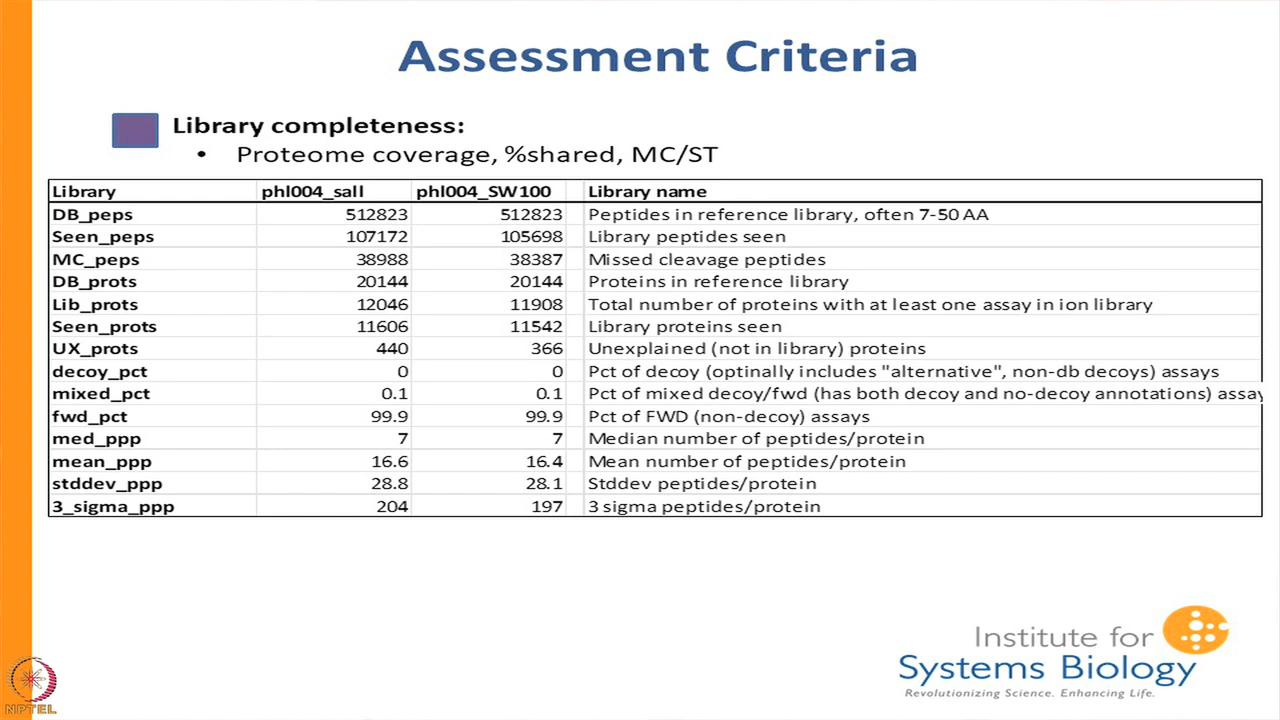 Assessment Criteria
Library completeness:
• Proteome coverage, %shared, MC/ST
Library phl004_sall phl004_SW100 Library name
DB_peps 512823 512823 Peptides in reference library, often 7-50 AA
Seen_peps 107172 105698 Library peptides seen
MC_peps 38988 38387 Missed cleavage peptides
DB_prots 20144 20144 Proteins in reference library
Lib_prots 12046 11908 Total number of proteins with at least one assay in ion library
Seen_prots 11606 11542 Library proteins seen
UX_prots 440 366 Unexplained (not in library) proteins
decoy_pct 0 0 Pct of decoy (optinally includes "alternative", non-db decoys) assays
mixed_pct 0.1 0.1 Pct of mixed decoy/fwd (has both decoy and no-decoy annotations) assay
fwd_pct 99.9 99.9 Pct of FWD (non-decoy) assays
med_ppp 7 7 Median number of peptides/protein
mean_ppp 16.6 16.4 Mean number of peptides/protein
stddev_ppp 28.8 28.1 Stddev peptides/protein
3_sigma_ppp 204 197 3 sigma peptides/protein
Institute for
Systems Biology
Revolutionizing Science. Enhancing Life.
NPTEL